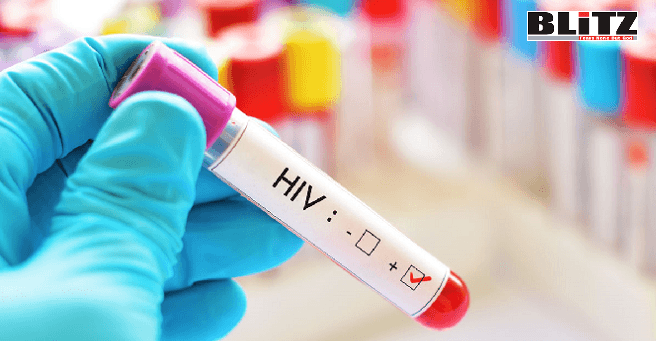 BLiTZ
HIV :
- ☐
+ ☑